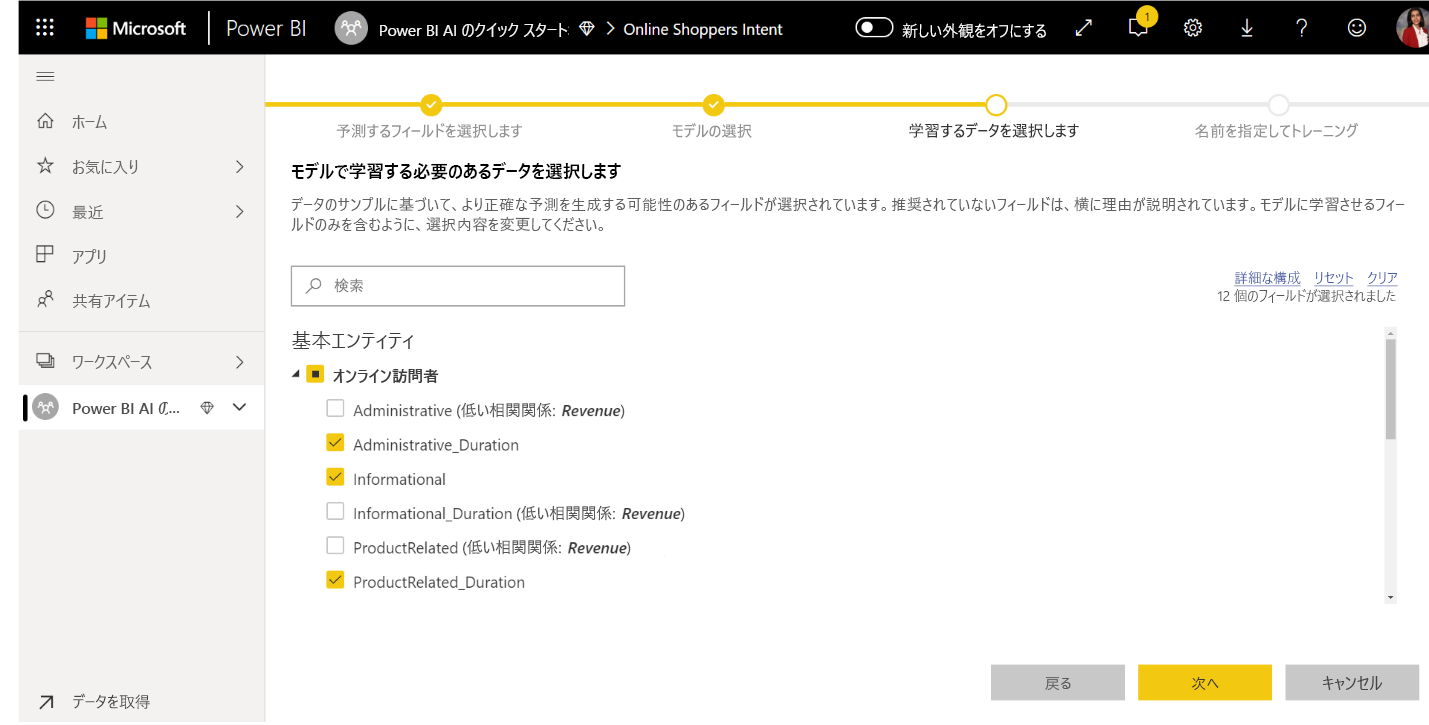 Microsoft
Power BI
Power BI AI のクイック スタート:
Online Shoppers Intent
新しい外観をオフにする
1
ホーム
お気に入り
最近
アプリ
共有アイテム
ワークスペース
Power BI AI の...
データを取得
予測するフィールドを選択します
モデルの選択
学習するデータを選択します
名前を指定してトレーニング
モデルで学習する必要のあるデータを選択します
データのサンプルに基づいて、より正確な予測を生成する可能性のあるフィールドが選択されています。推奨されていないフィールドは、横に理由が説明されています。モデルに学習させるフィー
ルドのみを含むように、選択内容を変更してください。
検索
詳細な構成 リセット クリア
12 個のフィールドが選択されました
基本エンティティ
オンライン訪問者
Administrative (低い相関関係: Revenue)
Administrative_Duration
Informational
Informational_Duration (低い相関関係: Revenue)
ProductRelated (低い相関関係: Revenue)
ProductRelated_Duration
戻る
次へ
キャンセル